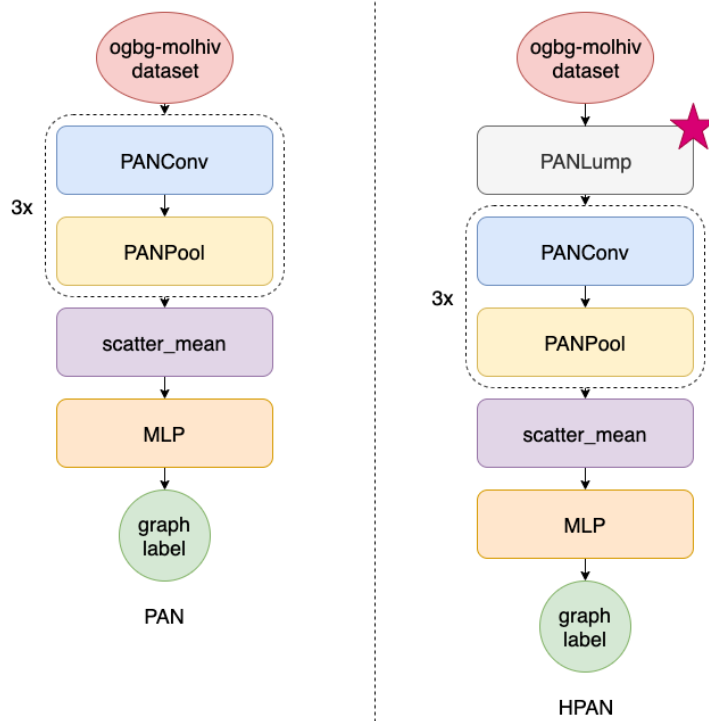 ogbg-molhiv
dataset
PANConv
3x
PANPool
scatter_mean
MLP
graph
label
PAN
ogbg-molhiv
dataset
PANLump
PANConv
3x
PANPool
scatter_mean
MLP
graph
label
HPAN